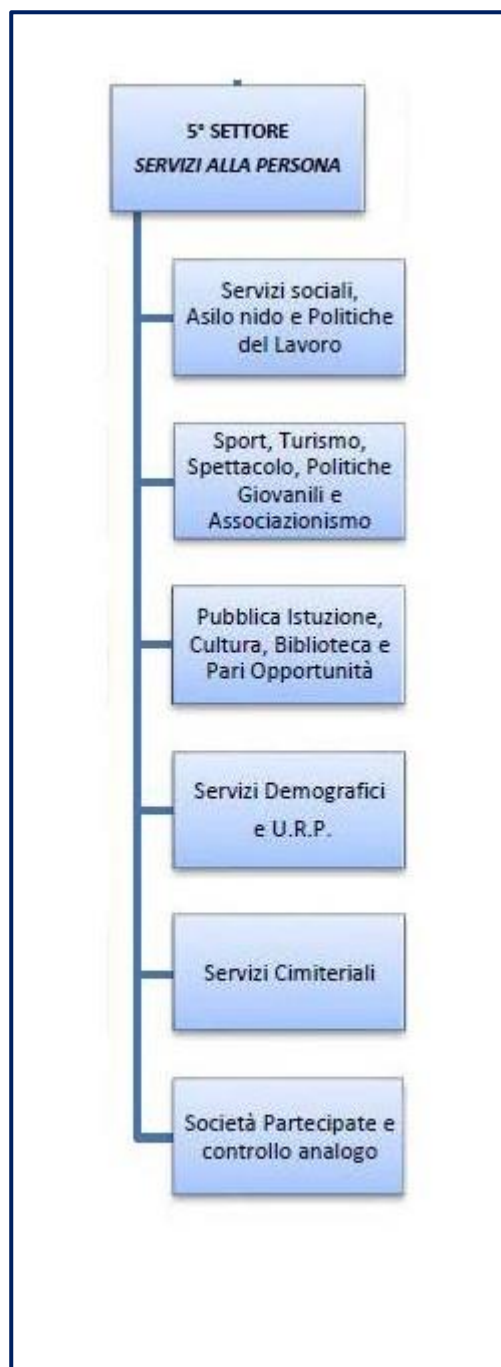 5° SETTORE
SERVIZI ALLA PERSONA
Servizi sociali,
Asilo nido e Politiche
del Lavoro
Sport, Turismo,
Spettacolo, Politiche
Giovanili e
Associazionismo
Pubblica Istuzione,
Cultura, Biblioteca e
Pari Opportunità
Servizi Demografici
e U.R.P.
Servizi Cimiteriali
Società Partecipate e
controllo analogo